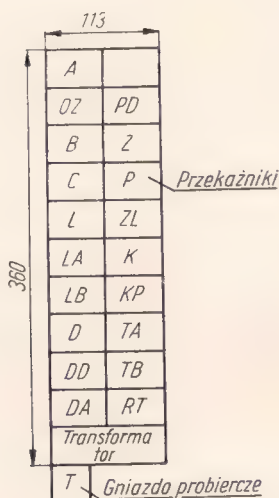 113
A
OZ PD
B Z
C P Przekaźniki
L ZL
LA K
360
LB KP
D TA
DD TB
DA RT
Transforma
tor
T Gniazdo probiercze